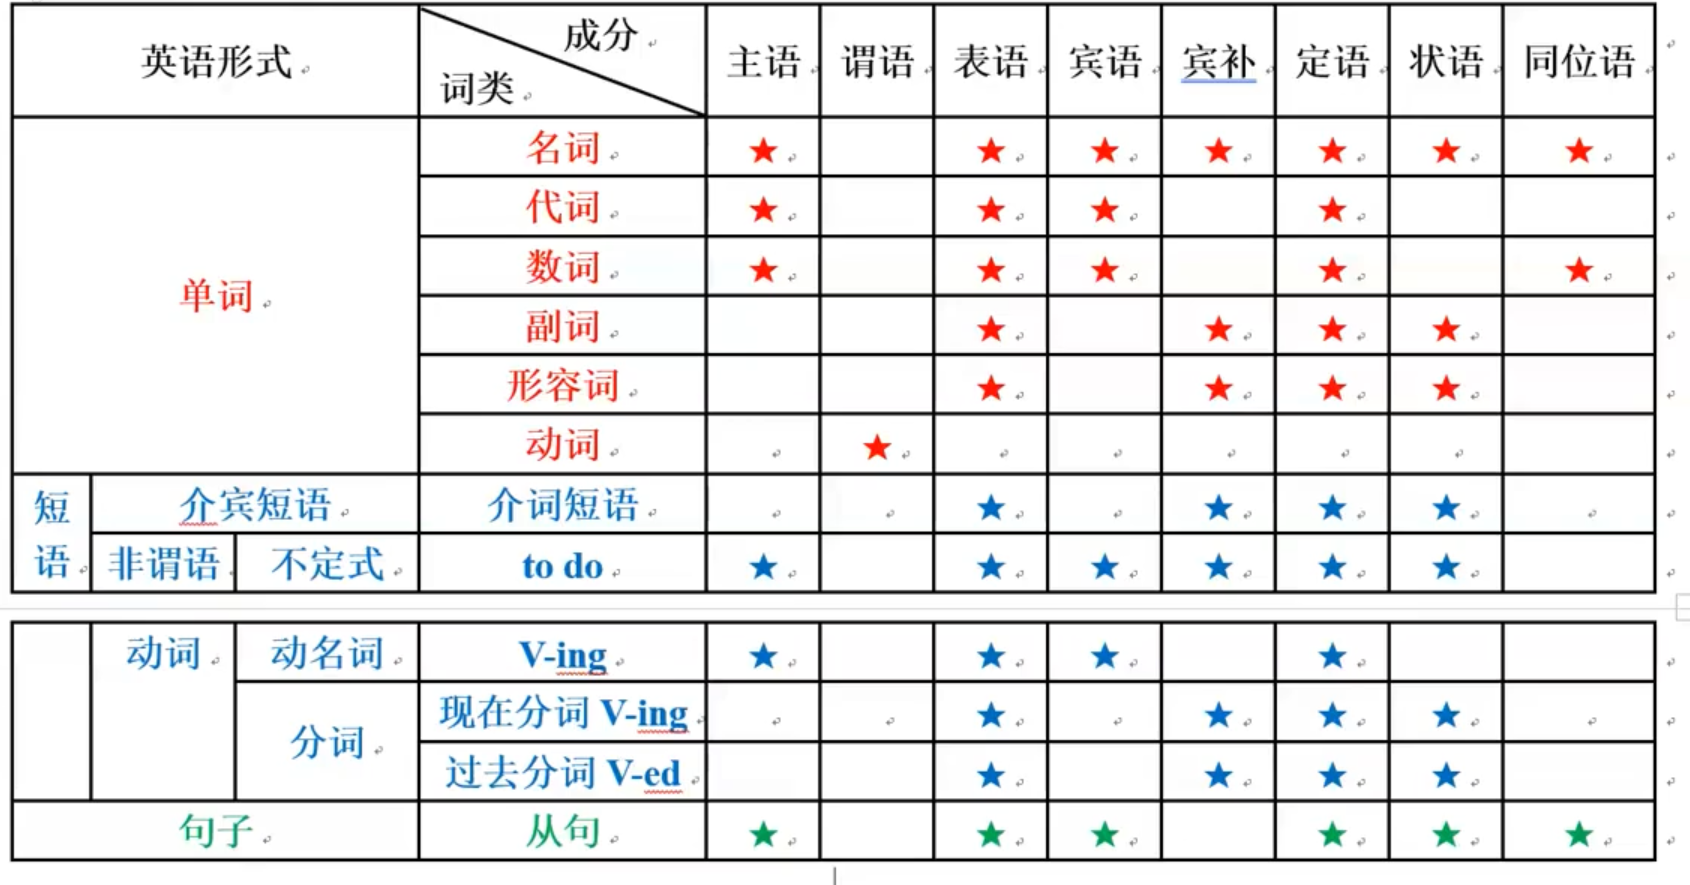 英语形式 成分 词类 主语 谓语 表语 宾语 宾补 定语 状语 同位语
单词 名词 ★ ★ ★ ★ ★ ★ ★
代词 ★ ★ ★ ★
数词 ★ ★ ★ ★ ★
副词 ★ ★ ★ ★
形容词 ★ ★ ★ ★
动词 ★
短语 介宾短语 介词短语 ★ ★ ★ ★
非谓语 不定式 to do ★ ★ ★ ★ ★ ★
动词 动名词 V-ing ★ ★ ★ ★
分词 现在分词 V-ing ★ ★ ★ ★
过去分词 V-ed ★ ★ ★ ★
句子 从句 ★ ★ ★ ★ ★ ★